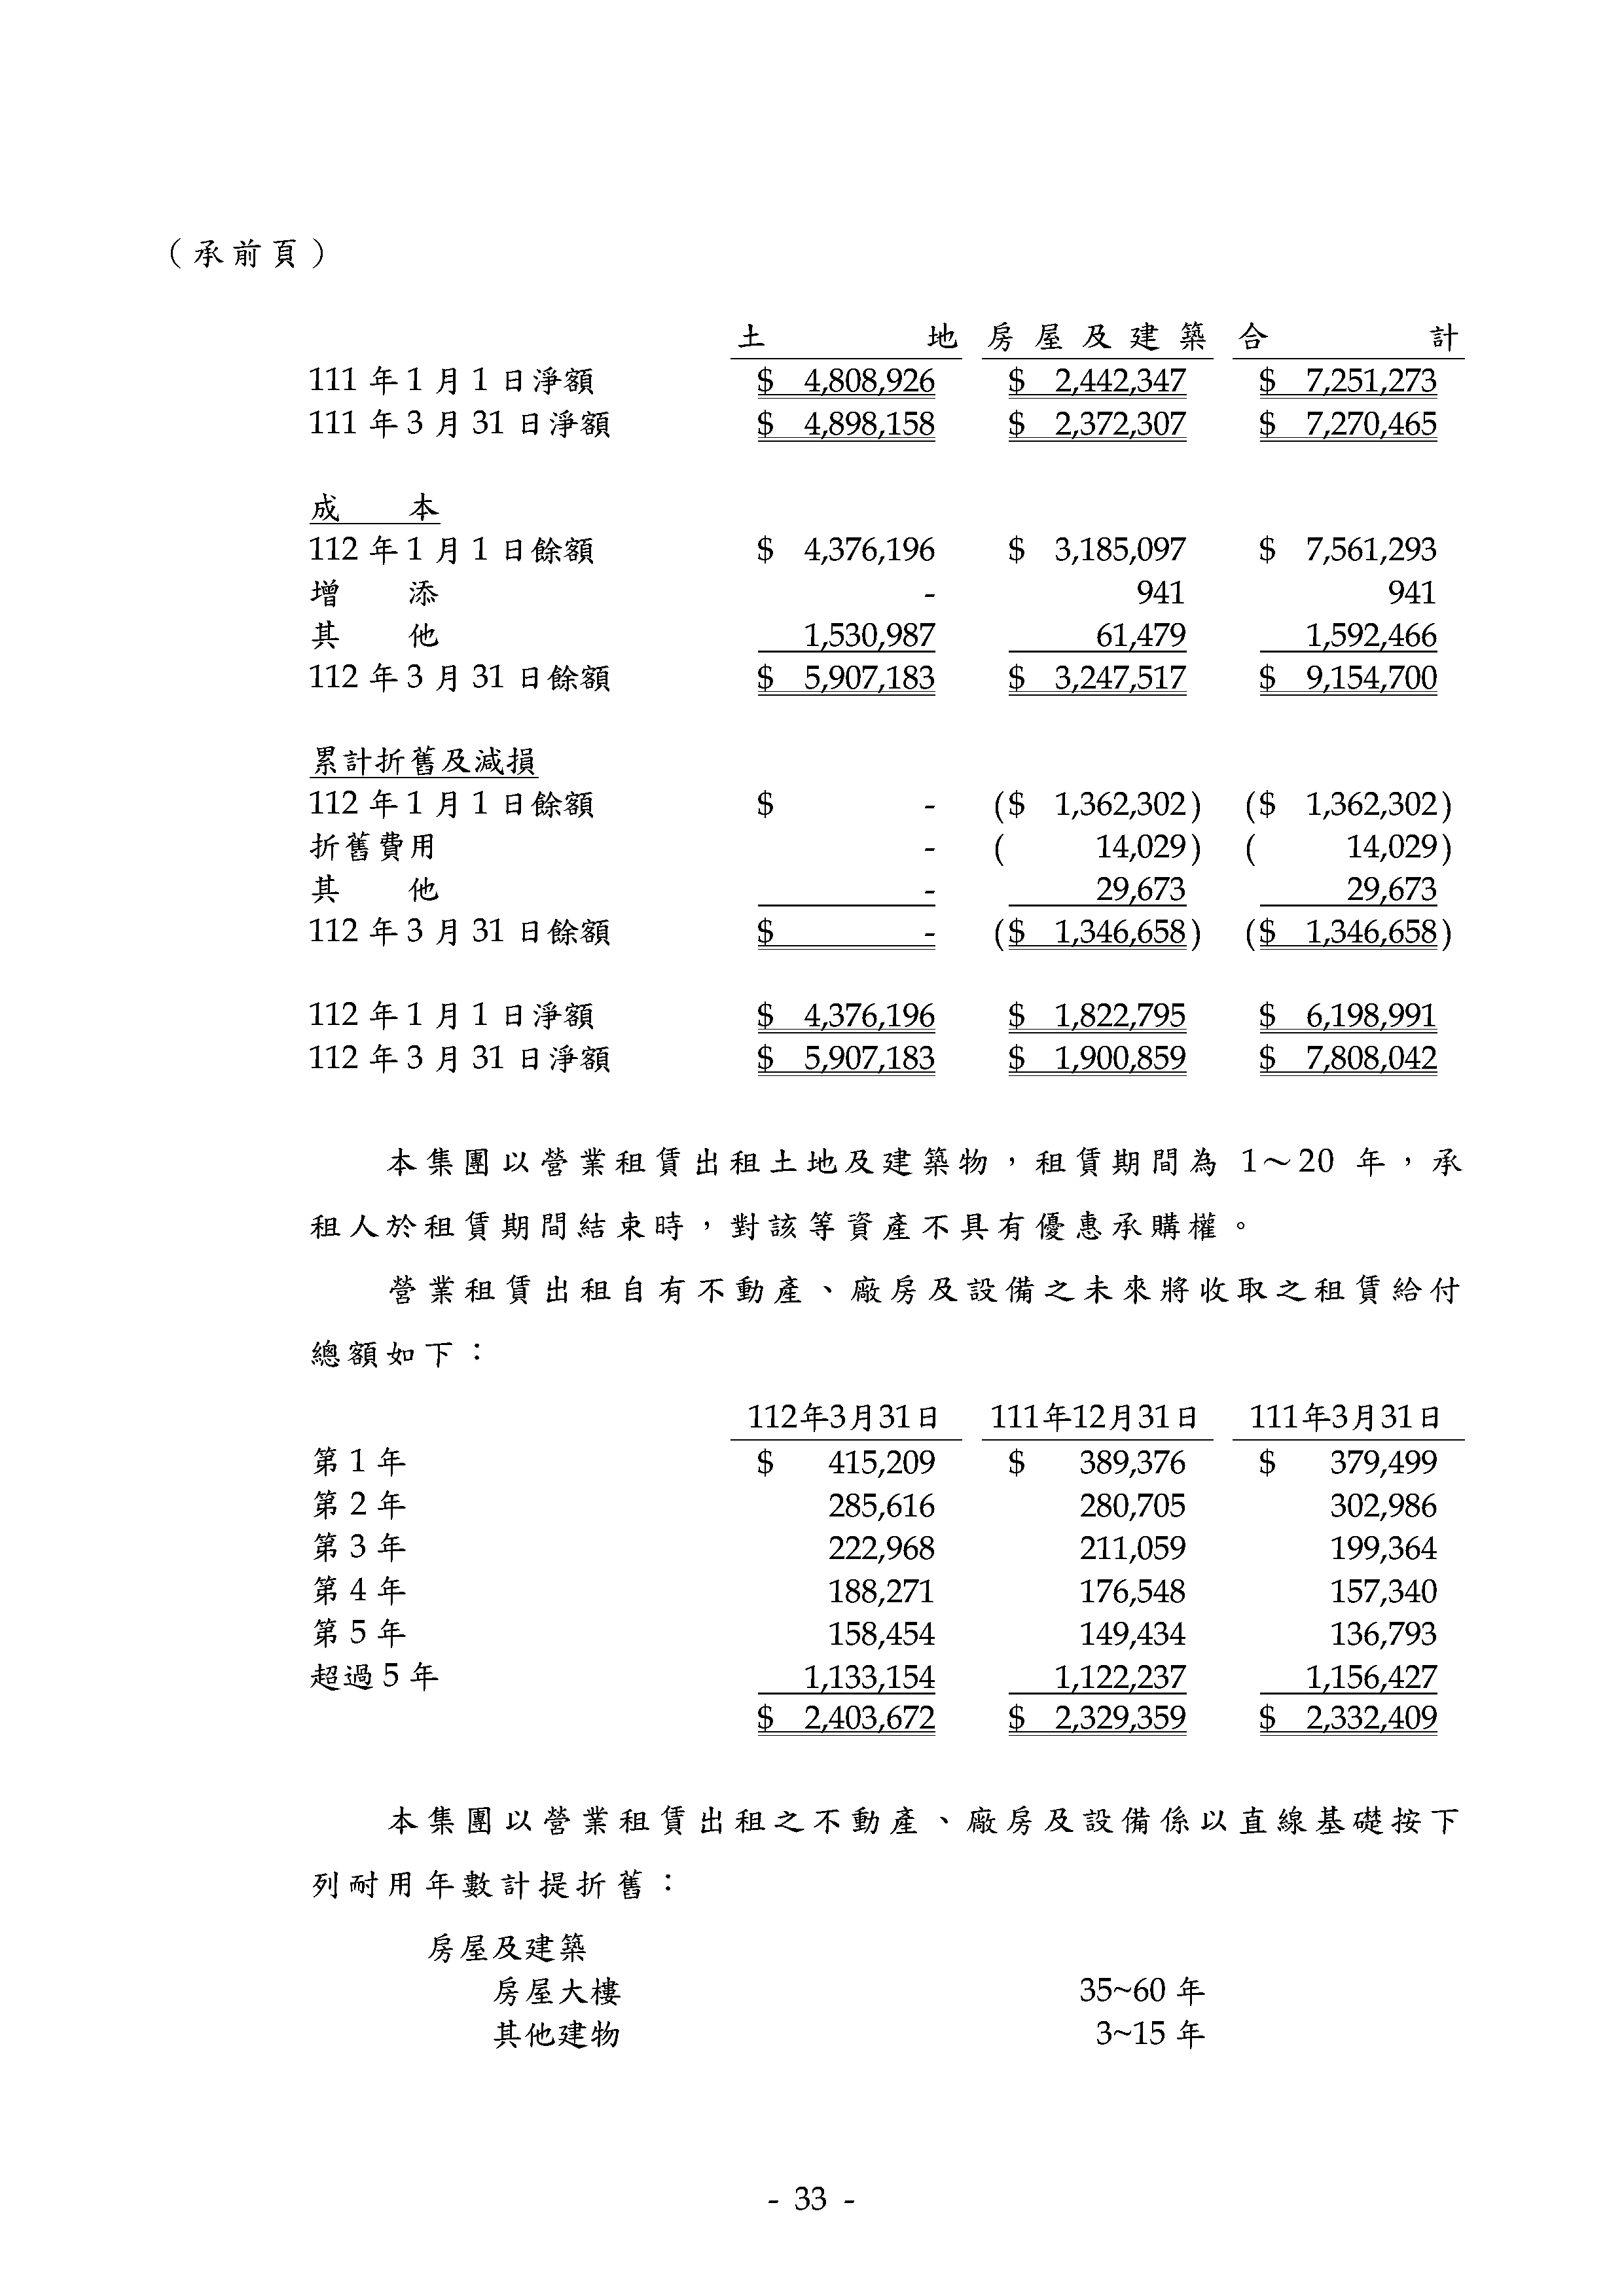 （承前頁）
土地 房屋及建築 合計
111 年 1 月 1 日淨額 $ 4,808,926 $ 2,442,347 $ 7,251,273
111 年 3 月 31 日淨額 $ 4,898,158 $ 2,372,307 $ 7,270,465
成本
112 年 1 月 1 日餘額 $ 4,376,196 $ 3,185,097 $ 7,561,293
增添 - 941 941
其他 1,530,987 61,479 1,592,466
112 年 3 月 31 日餘額 $ 5,907,183 $ 3,247,517 $ 9,154,700
累計折舊及減損
112 年 1 月 1 日餘額 $ - ($ 1,362,302) ($ 1,362,302)
折舊費用 - ( 14,029) ( 14,029)
其他 - 29,673 29,673
112 年 3 月 31 日餘額 $ - ($ 1,346,658) ($ 1,346,658)
112 年 1 月 1 日淨額 $ 4,376,196 $ 1,822,795 $ 6,198,991
112 年 3 月 31 日淨額 $ 5,907,183 $ 1,900,859 $ 7,808,042
本集團以營業租賃出租土地及建築物，租賃期間為 1～20 年，承
租人於租賃期間結束時，對該等資產不具有優惠承購權。
營業租賃出租自有不動產、廠房及設備之未來將收取之租賃給付
總額如下：
112年3月31日 111年12月31日 111年3月31日
第 1 年 $ 415,209 $ 389,376 $ 379,499
第 2 年 285,616 280,705 302,986
第 3 年 222,968 211,059 199,364
第 4 年 188,271 176,548 157,340
第 5 年 158,454 149,434 136,793
超過 5 年 1,133,154 1,122,237 1,156,427
$ 2,403,672 $ 2,329,359 $ 2,332,409
本集團以營業租賃出租之不動產、廠房及設備係以直線基礎按下
列耐用年數計提折舊：
房屋及建築
房屋大樓 35~60 年
其他建物 3~15 年
- 33 -